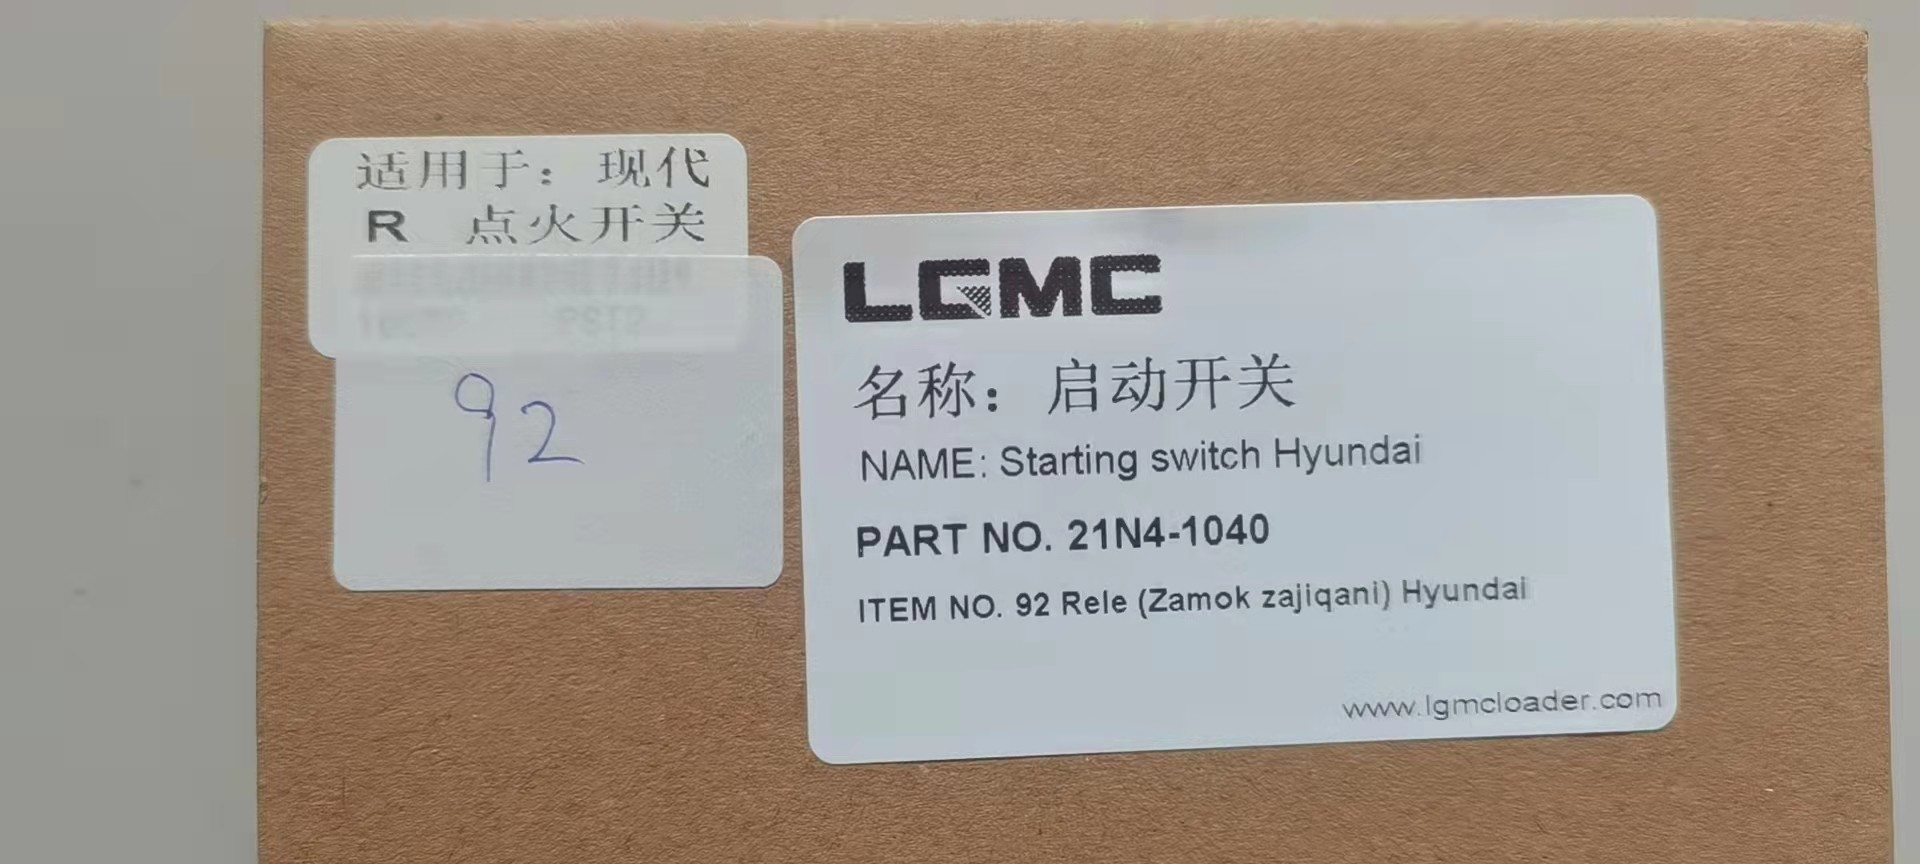 适用于：现代
R 点火开关
92
LGMC
名称：启动开关
NAME: Starting switch Hyundai
PART NO. 21N4-1040
ITEM NO. 92 Rele (Zamok zajiqani) Hyundai
www.lgmcloader.com